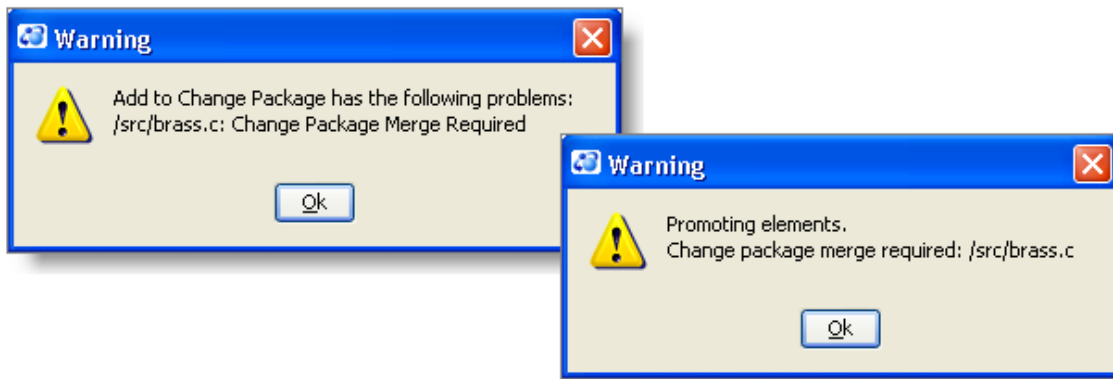 Warning
Add to Change Package has the following problems:
/src/brass.c: Change Package Merge Required
Ok
Warning
Promoting elements.
Change package merge required: /src/brass.c
Ok